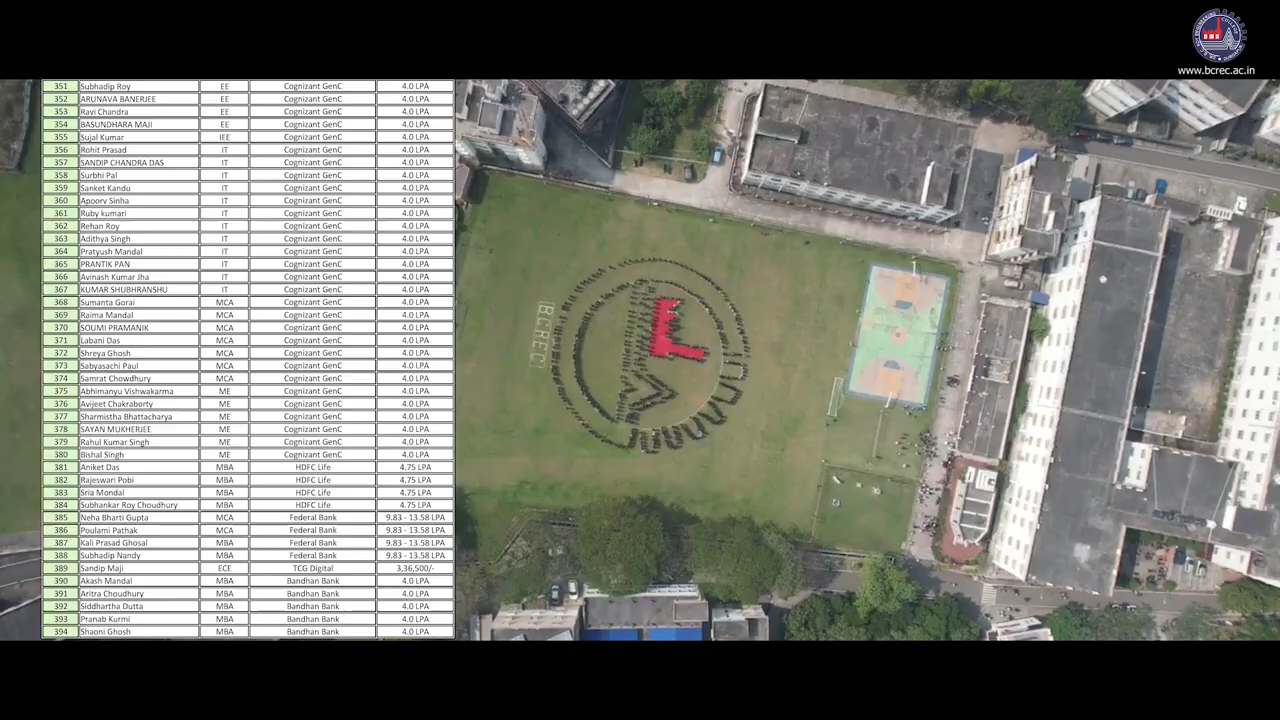 www.bcrec.ac.in
351 Subhadip Roy EE Cognizant GenC 4.0 LPA
352 ARUNAVA BANERJEE EE Cognizant GenC 4.0 LPA
353 Ravi Chandra EE Cognizant GenC 4.0 LPA
354 BASUNDHARA MAJI EE Cognizant GenC 4.0 LPA
355 Sujal Kumar IEE Cognizant GenC 4.0 LPA
356 Rohit Prasad IT Cognizant GenC 4.0 LPA
357 SANDIP CHANDRA DAS IT Cognizant GenC 4.0 LPA
358 Surbhi Pal IT Cognizant GenC 4.0 LPA
359 Sanket Kandu IT Cognizant GenC 4.0 LPA
360 Apoorv Sinha IT Cognizant GenC 4.0 LPA
361 Ruby kumari IT Cognizant GenC 4.0 LPA
362 Rehan Roy IT Cognizant GenC 4.0 LPA
363 Adithya Singh IT Cognizant GenC 4.0 LPA
364 Pratyush Mandal IT Cognizant GenC 4.0 LPA
365 PRANTIK PAN IT Cognizant GenC 4.0 LPA
366 Avinash Kumar Jha IT Cognizant GenC 4.0 LPA
367 KUMAR SHUBHRANSHU IT Cognizant GenC 4.0 LPA
368 Sumanta Gorai MCA Cognizant GenC 4.0 LPA
369 Raima Mandal MCA Cognizant GenC 4.0 LPA
370 SOUMI PRAMANIK MCA Cognizant GenC 4.0 LPA
371 Labani Das MCA Cognizant GenC 4.0 LPA
372 Shreya Ghosh MCA Cognizant GenC 4.0 LPA
373 Sabyasachi Paul MCA Cognizant GenC 4.0 LPA
374 Samrat Chowdhury MCA Cognizant GenC 4.0 LPA
375 Abhimanyu Vishwakarma ME Cognizant GenC 4.0 LPA
376 Avijeet Chakraborty ME Cognizant GenC 4.0 LPA
377 Sharmistha Bhattacharya ME Cognizant GenC 4.0 LPA
378 SAYAN MUKHERJEE ME Cognizant GenC 4.0 LPA
379 Rahul Kumar Singh ME Cognizant GenC 4.0 LPA
380 Bishal Singh ME Cognizant GenC 4.0 LPA
381 Aniket Das MBA HDFC Life 4.75 LPA
382 Rajeswari Pobi MBA HDFC Life 4.75 LPA
383 Sria Mondal MBA HDFC Life 4.75 LPA
384 Subhankar Roy Choudhury MBA HDFC Life 4.75 LPA
385 Neha Bharti Gupta MCA Federal Bank 9.83 - 13.58 LPA
386 Poulami Pathak MCA Federal Bank 9.83 - 13.58 LPA
387 Kali Prasad Ghosal MBA Federal Bank 9.83 - 13.58 LPA
388 Subhadip Nandy MBA Federal Bank 9.83 - 13.58 LPA
389 Sandip Maji ECE TCG Digital 3,36,500/-
390 Akash Mandal MBA Bandhan Bank 4.0 LPA
391 Aritra Choudhury MBA Bandhan Bank 4.0 LPA
392 Siddhartha Dutta MBA Bandhan Bank 4.0 LPA
393 Pranab Kurmi MBA Bandhan Bank 4.0 LPA
394 Shaoni Ghosh MBA Bandhan Bank 4.0 LPA
BCREC